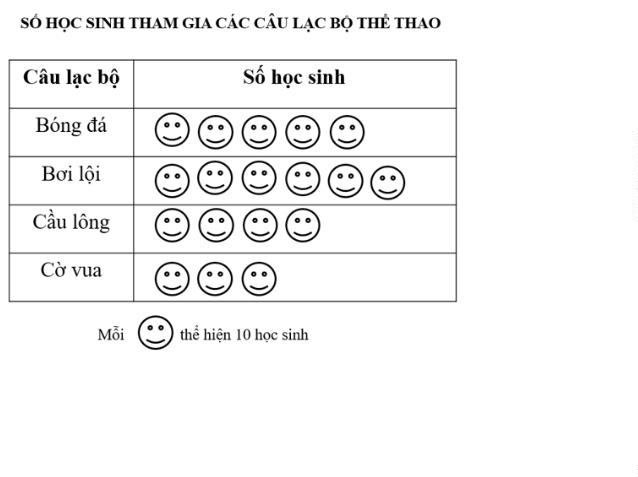 SỐ HỌC SINH THAM GIA CÁC CÂU LẠC BỘ THỂ THAO
Câu lạc bộ Số học sinh
Bóng đá
Bơi lội
Cầu lông
Cờ vua
Mỗi thể hiện 10 học sinh